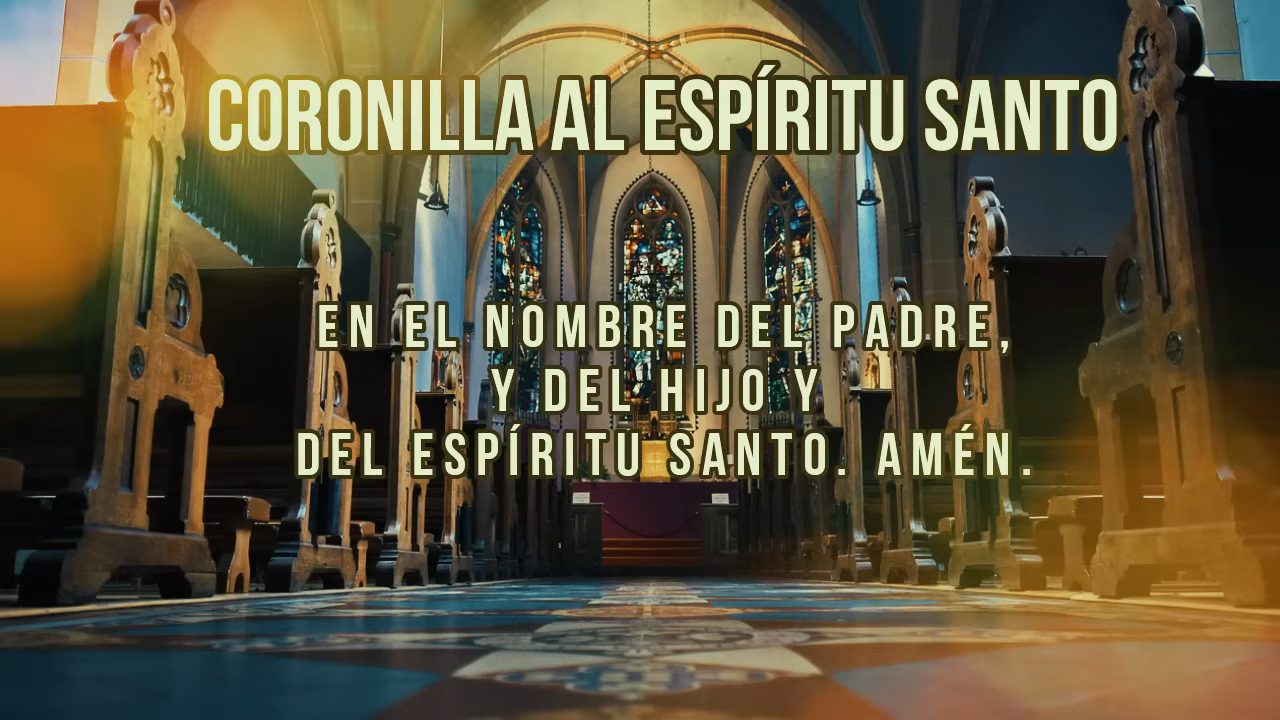 CORONILLA AL ESPÍRITU SANTO
EN EL NOMBRE DEL PADRE,
Y DEL HIJO Y
DEL ESPÍRITU SANTO. AMÉN.